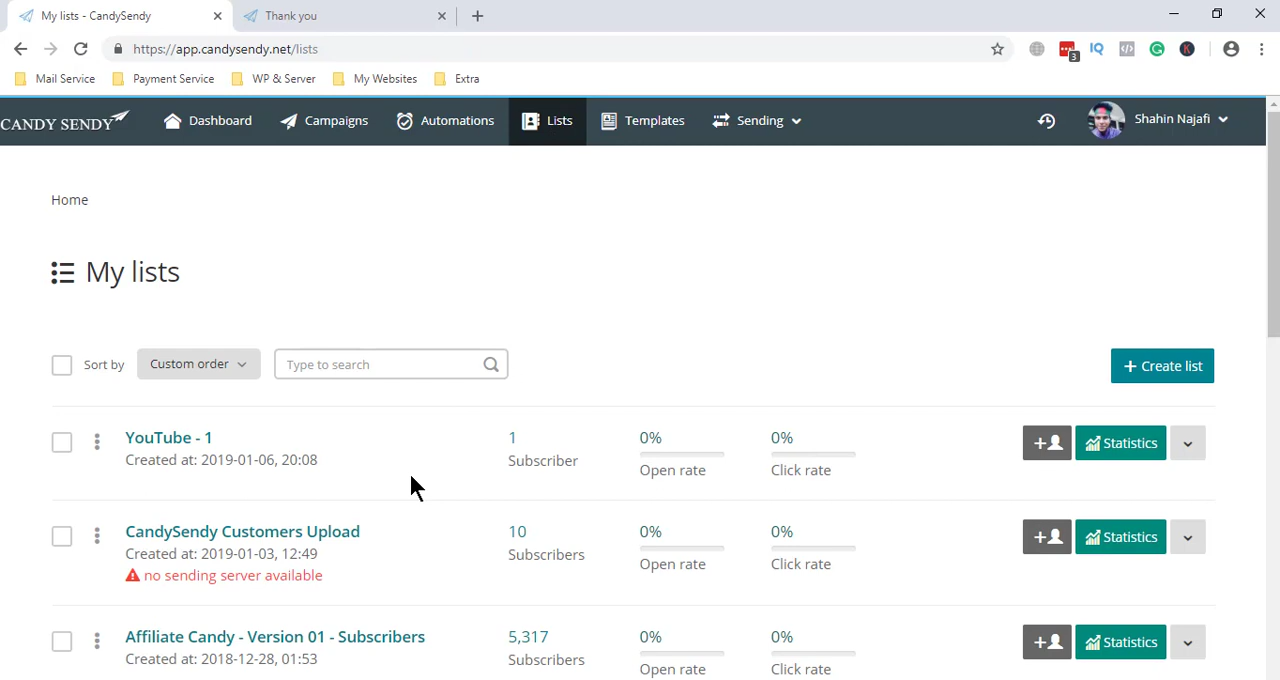 My lists - CandySendy
Thank you
https://app.candysendy.net/lists
3
IQ
K
Mail Service
Payment Service
WP & Server
My Websites
Extra
CANDY SENDY
Dashboard
Campaigns
Automations
Lists
Templates
Sending
Shahin Najafi
Home
My lists
Sort by
Custom order
Type to search
+ Create list
YouTube - 1
Created at: 2019-01-06, 20:08
1
Subscriber
0%
Open rate
0%
Click rate
Statistics
CandySendy Customers Upload
Created at: 2019-01-03, 12:49
no sending server available
10
Subscribers
0%
Open rate
0%
Click rate
Statistics
Affiliate Candy - Version 01 - Subscribers
Created at: 2018-12-28, 01:53
5,317
Subscribers
0%
Open rate
0%
Click rate
Statistics